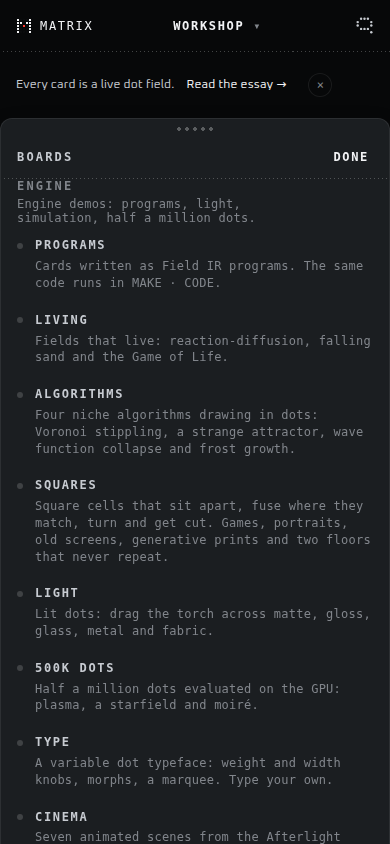 MATRIX
WORKSHOP ▾
Every card is a live dot field. Read the essay → ×
BOARDS
DONE
ENGINE
Engine demos: programs, light,
simulation, half a million dots.
PROGRAMS
Cards written as Field IR programs. The same
code runs in MAKE · CODE.
LIVING
Fields that live: reaction-diffusion, falling
sand and the Game of Life.
ALGORITHMS
Four niche algorithms drawing in dots:
Voronoi stippling, a strange attractor, wave
function collapse and frost growth.
SQUARES
Square cells that sit apart, fuse where they
match, turn and get cut. Games, portraits,
old screens, generative prints and two floors
that never repeat.
LIGHT
Lit dots: drag the torch across matte, gloss,
glass, metal and fabric.
500K DOTS
Half a million dots evaluated on the GPU:
plasma, a starfield and moiré.
TYPE
A variable dot typeface: weight and width
knobs, morphs, a marquee. Type your own.
CINEMA
Seven animated scenes from the Afterlight